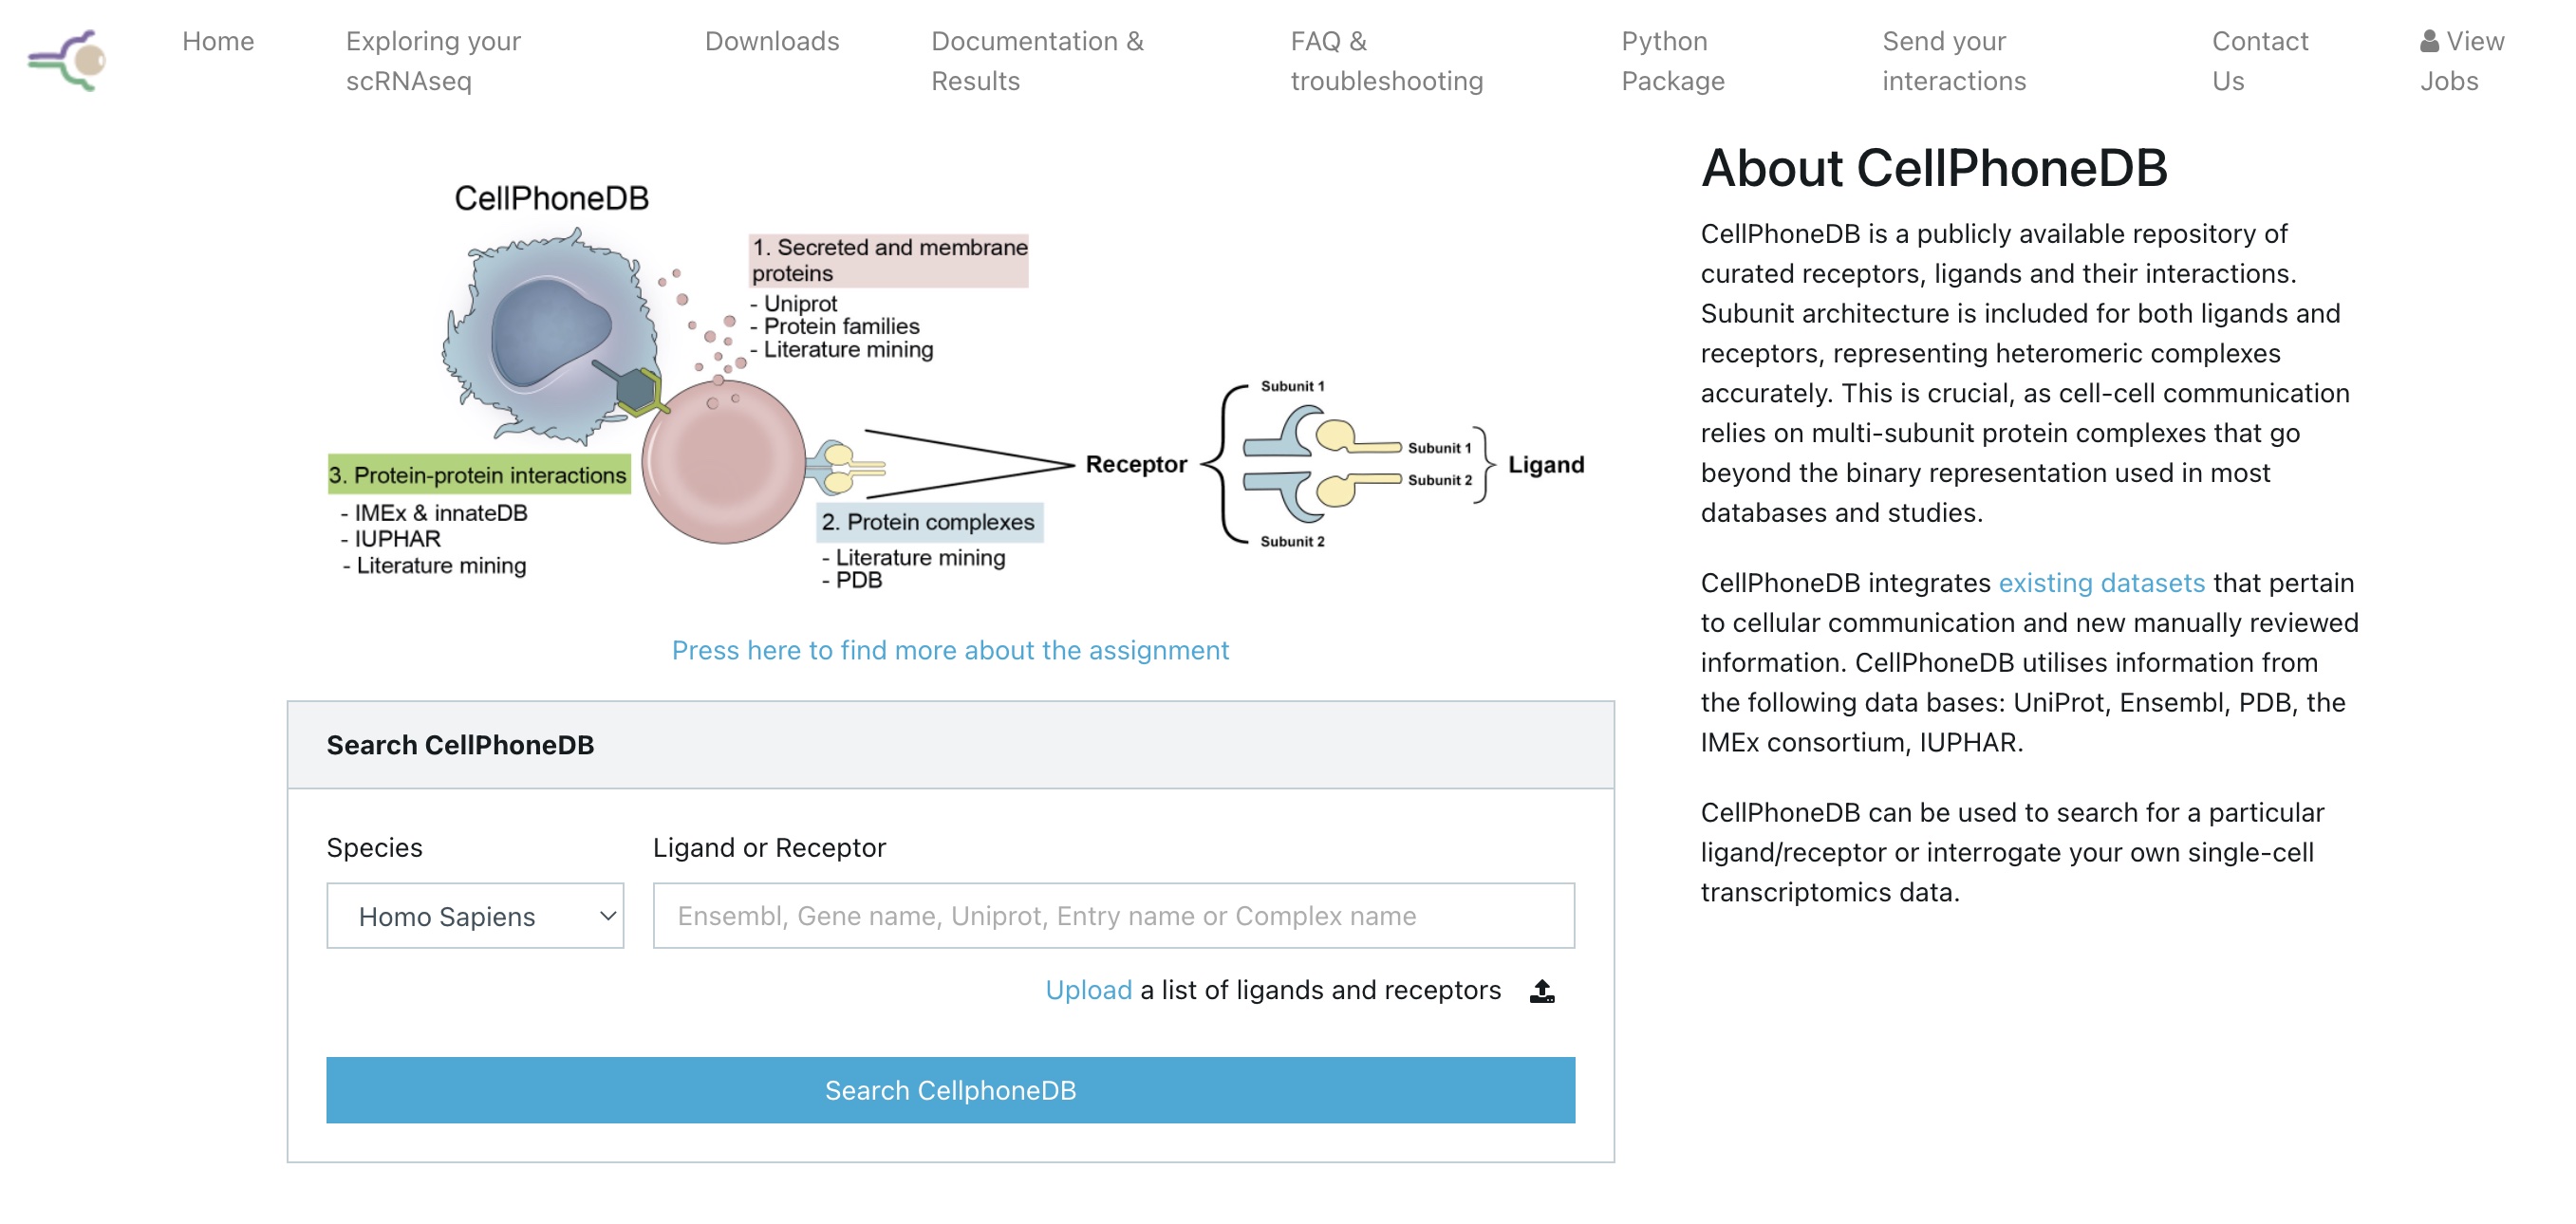 Home
Exploring your
scRNAseq
Downloads
Documentation &
Results
FAQ &
troubleshooting
Python
Package
Send your
interactions
Contact
Us
View
Jobs
CellPhoneDB
1. Secreted and membrane
proteins
- Uniprot
- Protein families
- Literature mining
3. Protein-protein interactions
- IMEx & innateDB
- IUPHAR
- Literature mining
2. Protein complexes
- Literature mining
- PDB
Receptor
Subunit 1
Subunit 2
Subunit 1
Subunit 2
Ligand
Press here to find more about the assignment
Search CellPhoneDB
Species
Ligand or Receptor
Homo Sapiens
Ensembl, Gene name, Uniprot, Entry name or Complex name
Upload a list of ligands and receptors
Search CellphoneDB
About CellPhoneDB
CellPhoneDB is a publicly available repository of
curated receptors, ligands and their interactions.
Subunit architecture is included for both ligands and
receptors, representing heteromeric complexes
accurately. This is crucial, as cell-cell communication
relies on multi-subunit protein complexes that go
beyond the binary representation used in most
databases and studies.
CellPhoneDB integrates existing datasets that pertain
to cellular communication and new manually reviewed
information. CellPhoneDB utilises information from
the following data bases: UniProt, Ensembl, PDB, the
IMEx consortium, IUPHAR.
CellPhoneDB can be used to search for a particular
ligand/receptor or interrogate your own single-cell
transcriptomics data.